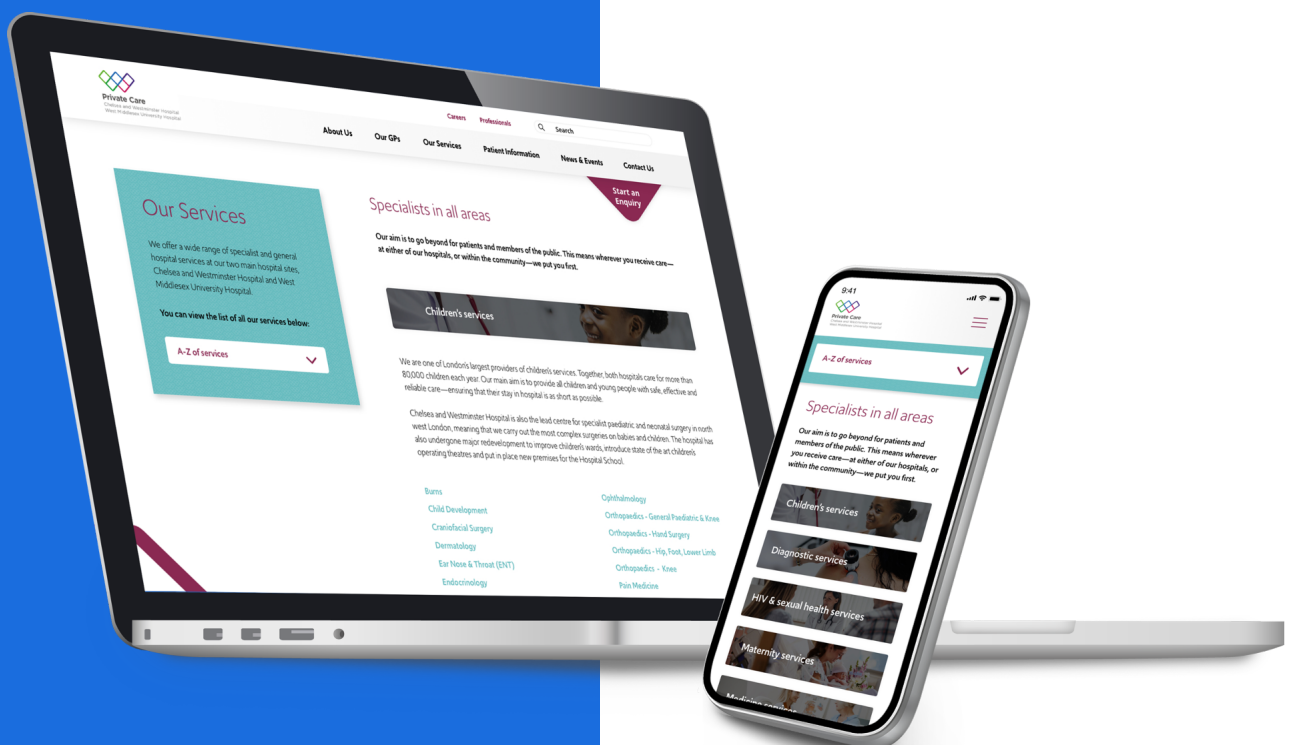 Private Care
Chelsea and Westminster Hospital
West Middlesex University Hospital
Careers
Professionals
Search
About Us
Our GPs
Our Services
Patient Information
News & Events
Contact Us
Start an
Enquiry
Our Services
We offer a wide range of specialist and general
hospital services at our two main hospital sites,
Chelsea and Westminster Hospital and West
Middlesex University Hospital.
You can view the list of all our services below:
A-Z of services
Specialists in all areas
Our aim is to go beyond for patients and members of the public. This means wherever you receive care—
at either of our hospitals, or within the community—we put you first.
Children's services
We are one of London's largest providers of children's services. Together, both hospitals care for more than
80,000 children each year. Our main aim is to provide all children and young people with safe, effective and
reliable care—ensuring that their stay in hospital is as short as possible.
Chelsea and Westminster Hospital is also the lead centre for specialist paediatric and neonatal surgery in north
west London, meaning that we carry out the most complex surgeries on babies and children. The hospital has
also undergone major redevelopment to improve children's wards, introduce state of the art children's
operating theatres and put in place new premises for the Hospital School.
Burns
Child Development
Craniofacial Surgery
Dermatology
Ear Nose & Throat (ENT)
Endocrinology
Ophthalmology
Orthopaedics - General Paediatric & Knee
Orthopaedics - Hand Surgery
Orthopaedics - Hip, Foot, Lower Limb
Orthopaedics - Knee
Pain Medicine
9:41
Private Care
Chelsea and Westminster Hospital
West Middlesex University Hospital
A-Z of services
Specialists in all areas
Our aim is to go beyond for patients and
members of the public. This means wherever
you receive care—at either of our hospitals, or
within the community—we put you first.
Children's services
Diagnostic services
HIV & sexual health services
Maternity services
Medicine services